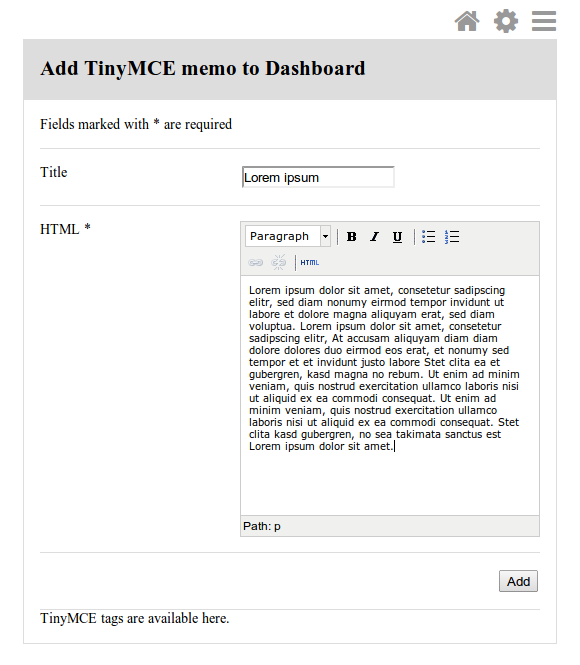 Add TinyMCE memo to Dashboard
Fields marked with * are required
Title
Lorem ipsum
HTML *
Paragraph B I U
HTML
Lorem ipsum dolor sit amet, consetetur sadipscing
elitr, sed diam nonumy eirmod tempor invidunt ut
labore et dolore magna aliquyam erat, sed diam
voluptua. Lorem ipsum dolor sit amet, consetetur
sadipscing elitr, At accusam aliquyam diam diam
dolore dolores duo eirmod eos erat, et nonumy sed
tempor et et invidunt justo labore Stet clita ea et
gubergren, kasd magna no rebum. Ut enim ad minim
veniam, quis nostrud exercitation ullamco laboris nisi
ut aliquid ex ea commodi consequat. Ut enim ad
minim veniam, quis nostrud exercitation ullamco
laboris nisi ut aliquid ex ea commodi consequat. Stet
clita kasd gubergren, no sea takimata sanctus est
Lorem ipsum dolor sit amet.
Path: p
Add
TinyMCE tags are available here.